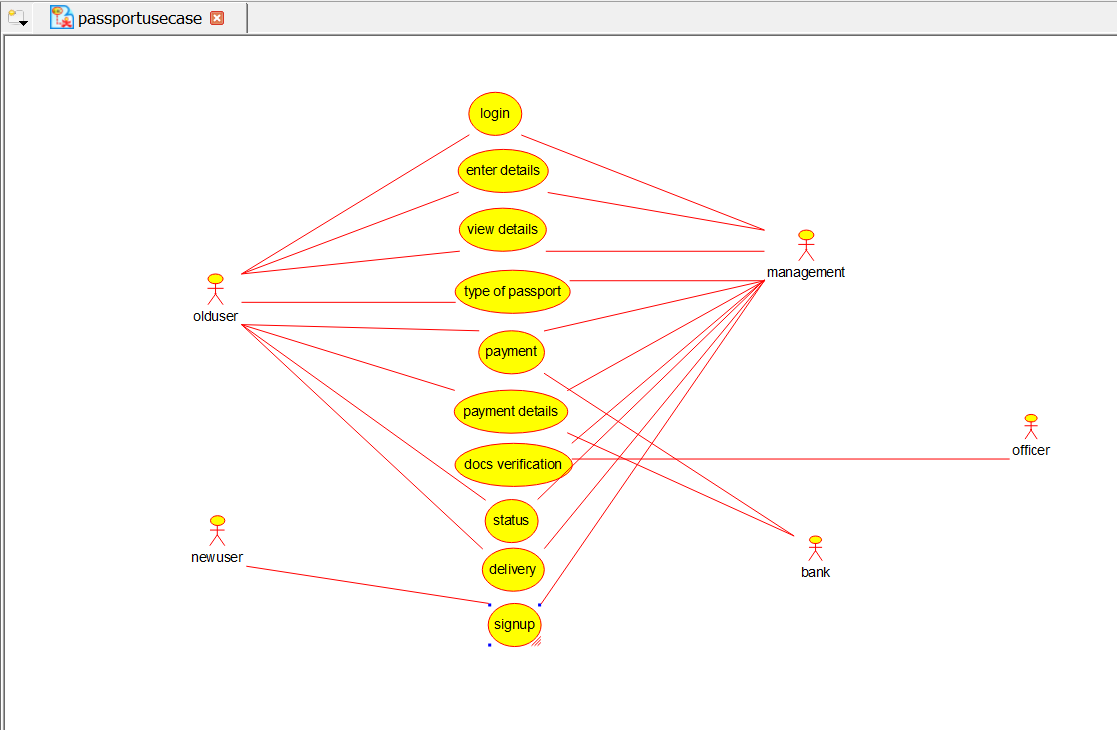 passportusecase
login
enter details
view details
management
type of passport
olduser
payment
payment details
officer
docs verification
status
newuser
delivery
bank
signup